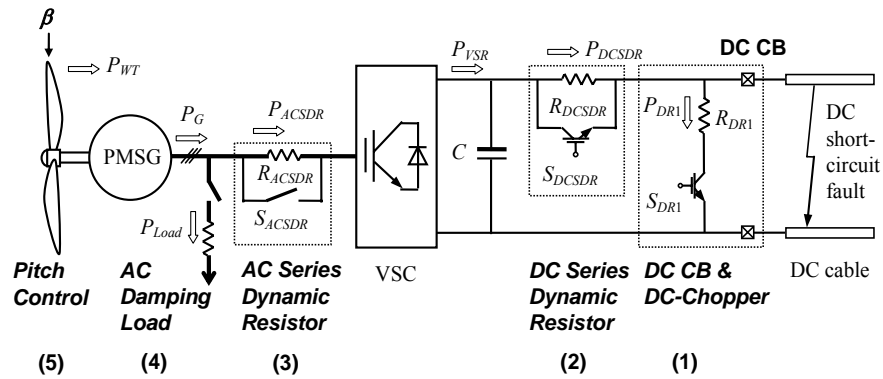 β
P_WT
P_G
P_ACSDR
P_VSR
P_DCSDR
DC CB
PMSG
R_ACSDR
S_ACSDR
P_Load
C
R_DCSDR
S_DCSDR
P_DR1
R_DR1
S_DR1
DC
short-
circuit
fault
VSC
DC cable
Pitch
Control
AC
Damping
Load
AC Series
Dynamic
Resistor
DC Series
Dynamic
Resistor
DC CB &
DC-Chopper
(5)
(4)
(3)
(2)
(1)